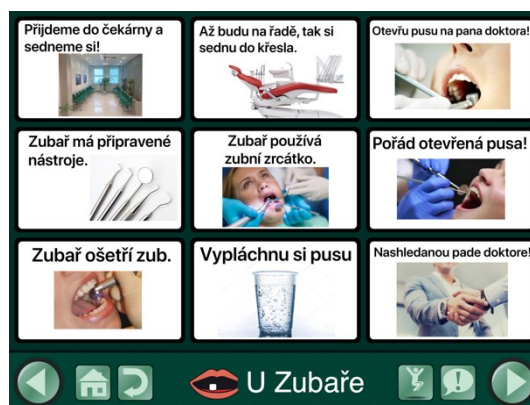 Přijdeme do čekárny a
sedneme si!
Až budu na řadě, tak si
sednu do křesla.
Otevřu pusu na pana doktora!
Zubař má připravené
nástroje.
Zubař používá
zubní zrcátko.
Pořád otevřená pusa!
Zubař ošetří zub.
Vypláchnu si pusu
Nashledanou pade doktore!
U Zubaře